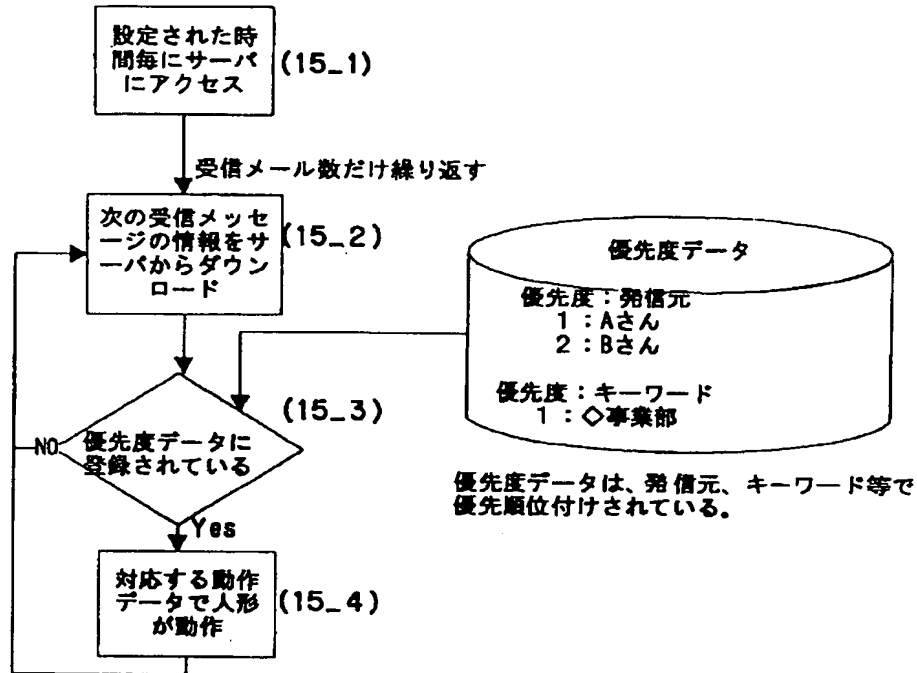 設定された時
間毎にサーバ
にアクセス
(15_1)
受信メール数だけ繰り返す
次の受信メッセ
ージの情報をサ
ーバからダウン
ロード
(15_2)
優先度データ
優先度：発信元
1：Aさん
2：Bさん
優先度：キーワード
1：◇事業部
(15_3)
NO
優先度データに
登録されている
優先度データは、発信元、キーワード等で
優先順位付けされている。
Yes
対応する動作
データで人形
が動作
(15_4)